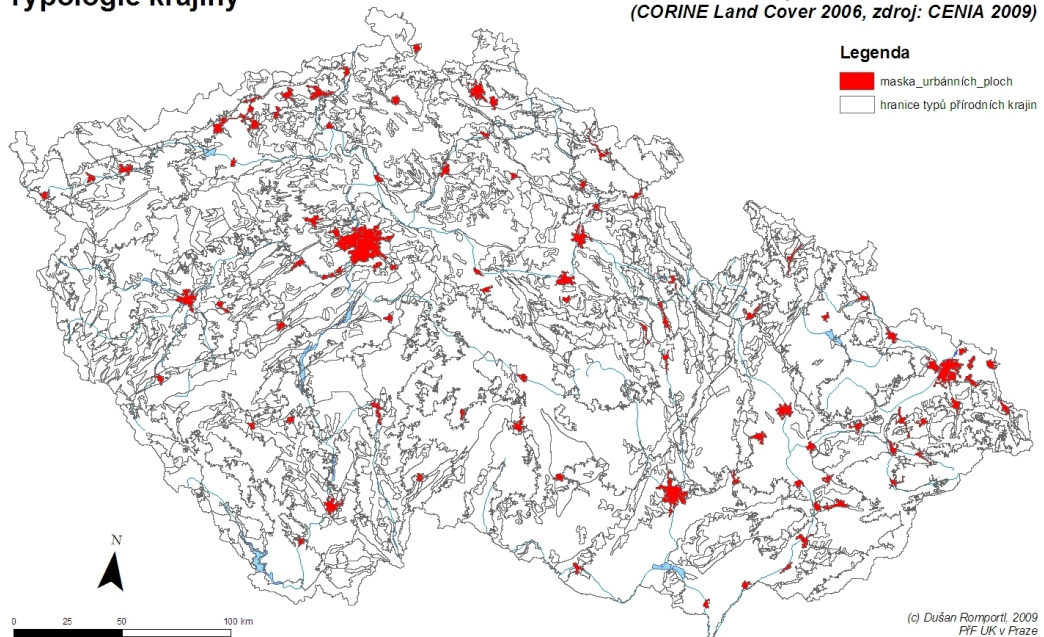 Typologie krajiny
(CORINE Land Cover 2006, zdroj: CENIA 2009)
Legenda
maska_urbánních_ploch
hranice typů přírodních krajin
N
0 25 50 100 km
(c) Dušan Romportl, 2009
PřF UK v Praze